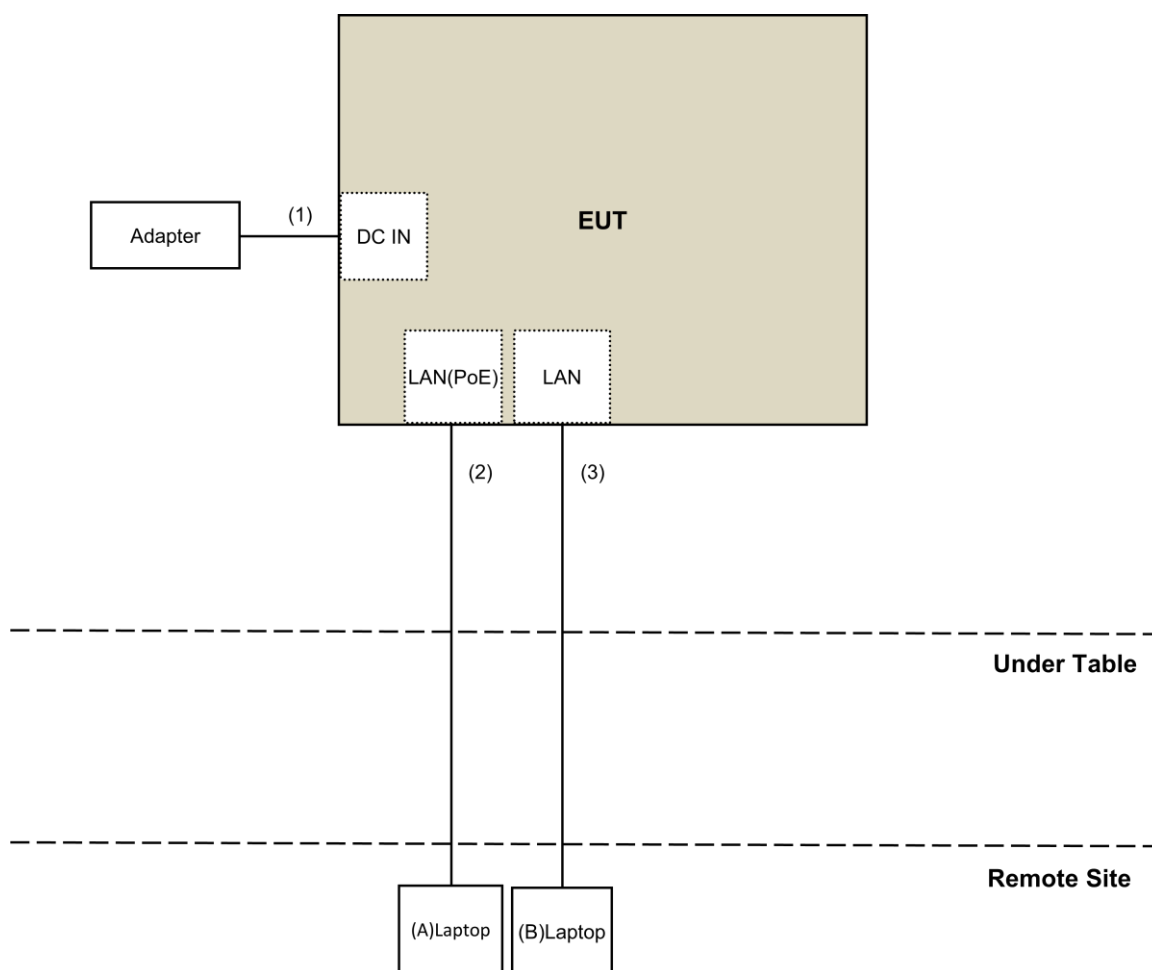 EUT
(1)
Adapter
DC IN
LAN(PoE)
LAN
(2)
(3)
Under Table
Remote Site
(A)Laptop
(B)Laptop